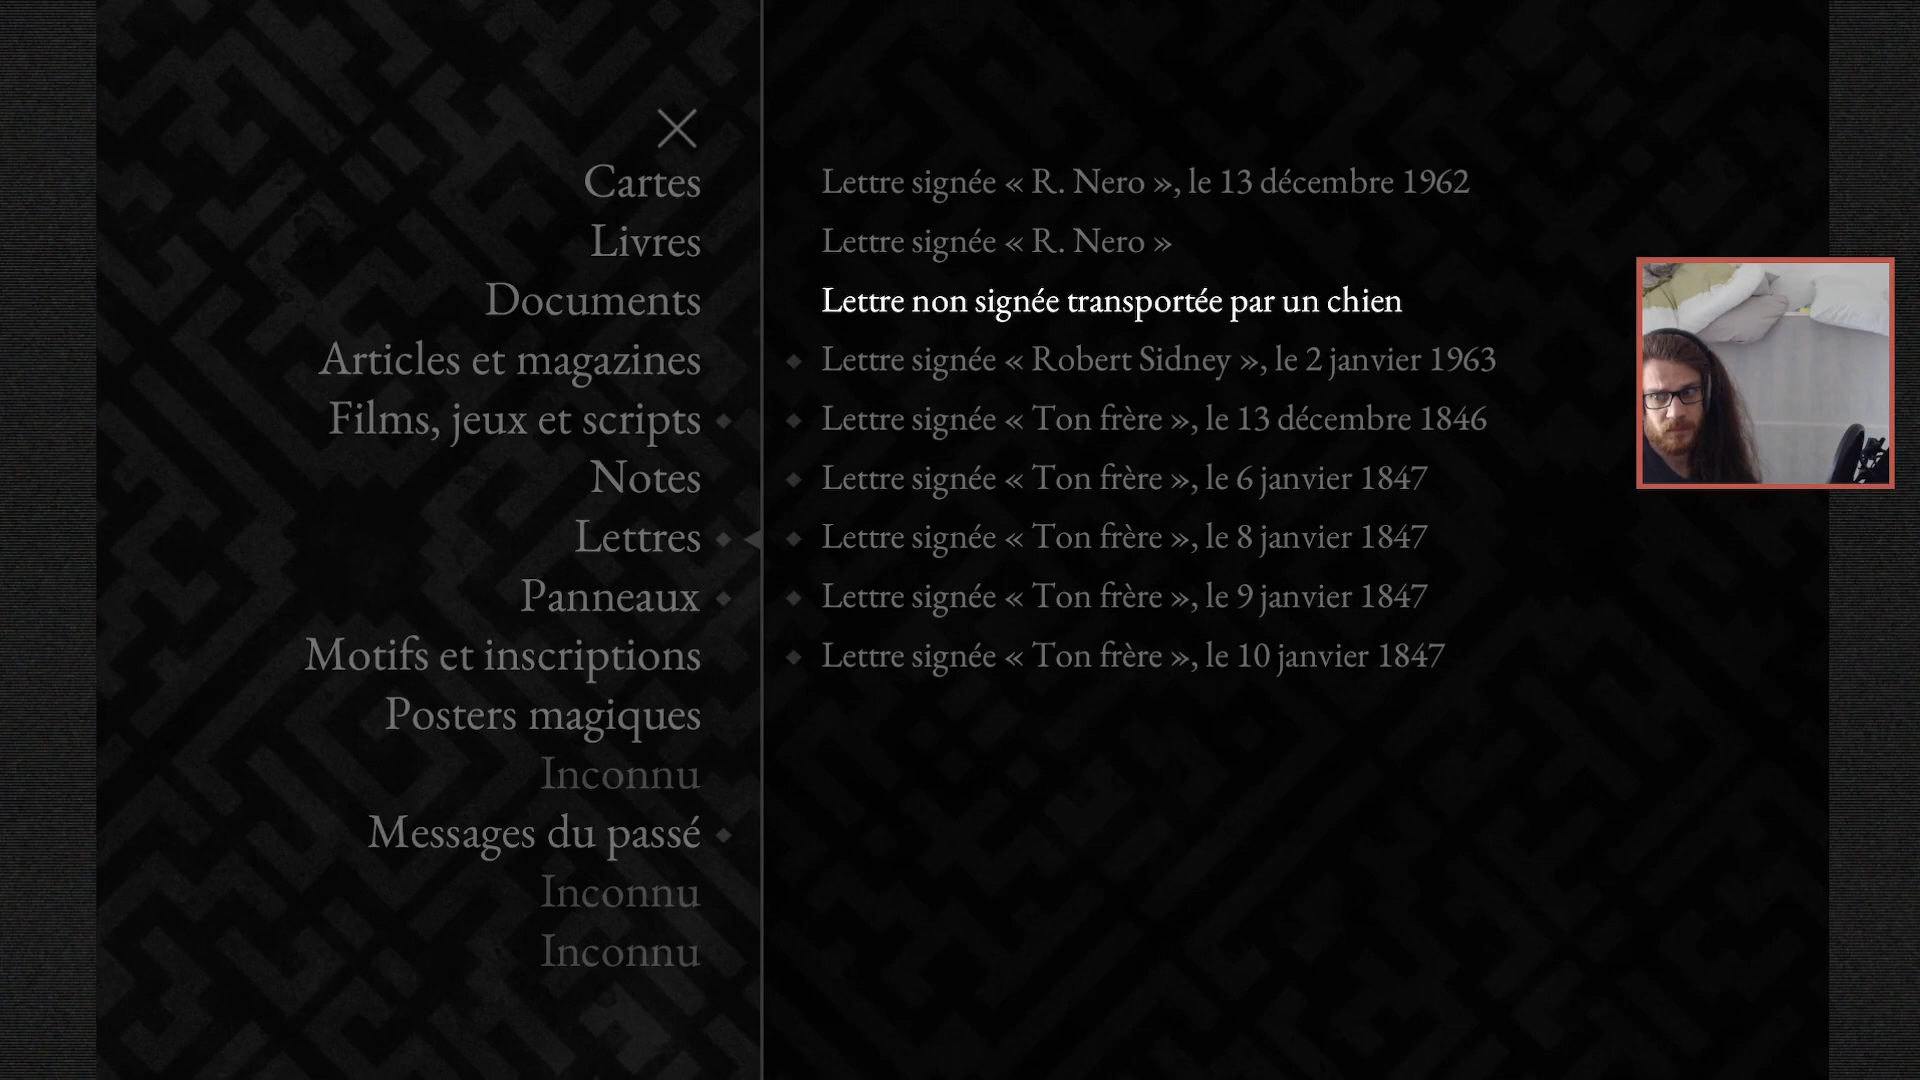 Cartes
Livres
Documents
Articles et magazines
Films, jeux et scripts
Notes
Lettres
Panneaux
Motifs et inscriptions
Posters magiques
Inconnu
Messages du passé
Inconnu
Inconnu
Lettre signée « R. Nero », le 13 décembre 1962
Lettre signée « R. Nero »
Lettre non signée transportée par un chien
Lettre signée « Robert Sidney », le 2 janvier 1963
Lettre signée « Ton frère », le 13 décembre 1846
Lettre signée « Ton frère », le 6 janvier 1847
Lettre signée « Ton frère », le 8 janvier 1847
Lettre signée « Ton frère », le 9 janvier 1847
Lettre signée « Ton frère », le 10 janvier 1847